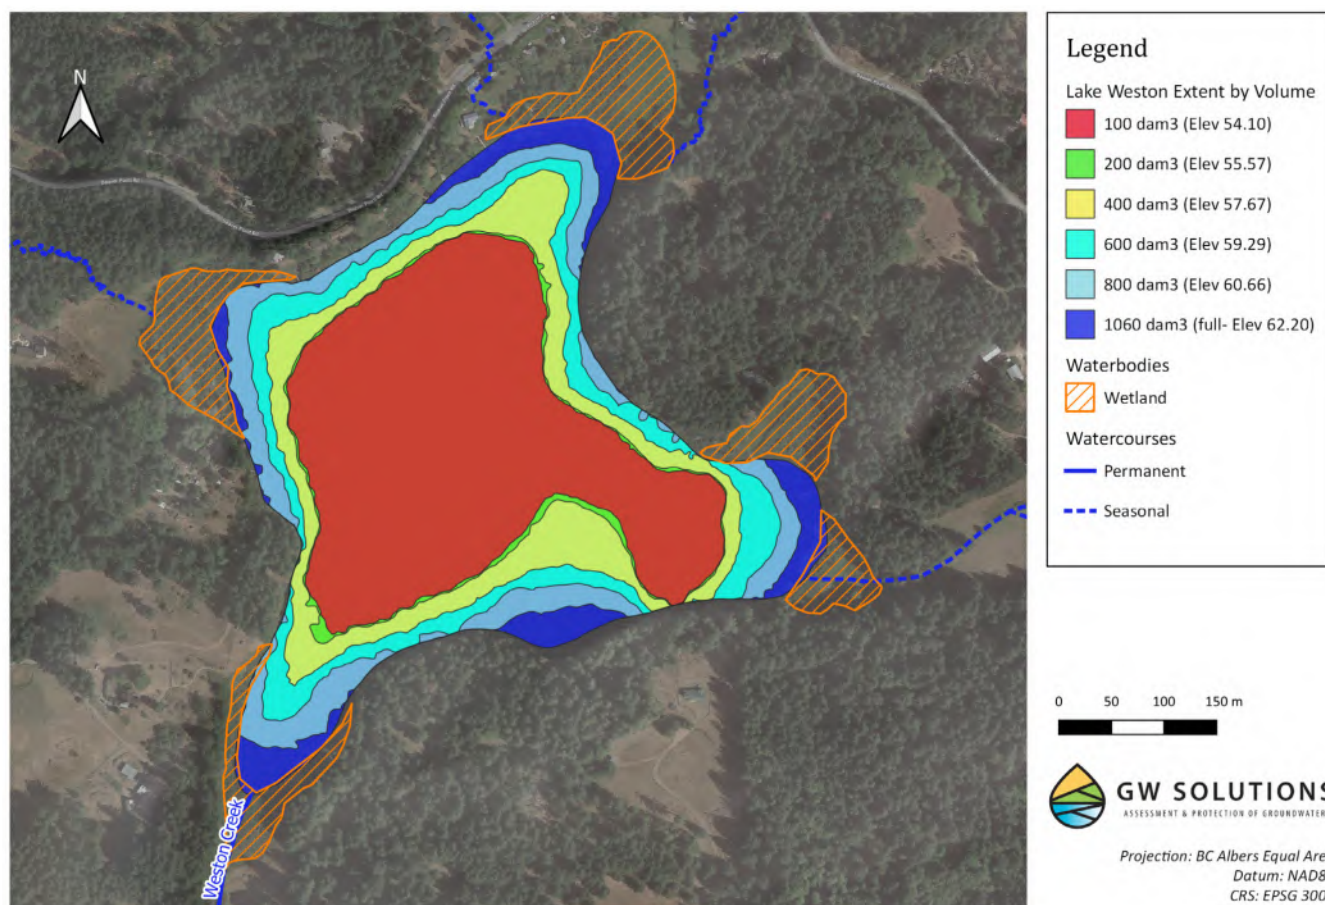 N
Weston Creek
Legend
Lake Weston Extent by Volume
100 dam3 (Elev 54.10)
200 dam3 (Elev 55.57)
400 dam3 (Elev 57.67)
600 dam3 (Elev 59.29)
800 dam3 (Elev 60.66)
1060 dam3 (full- Elev 62.20)
Waterbodies
Wetland
Watercourses
Permanent
Seasonal
0 50 100 150 m
GW SOLUTIONS
ASSESSMENT & PROTECTION OF GROUNDWATER
Projection: BC Albers Equal Are
Datum: NAD8
CRS: EPSG 300